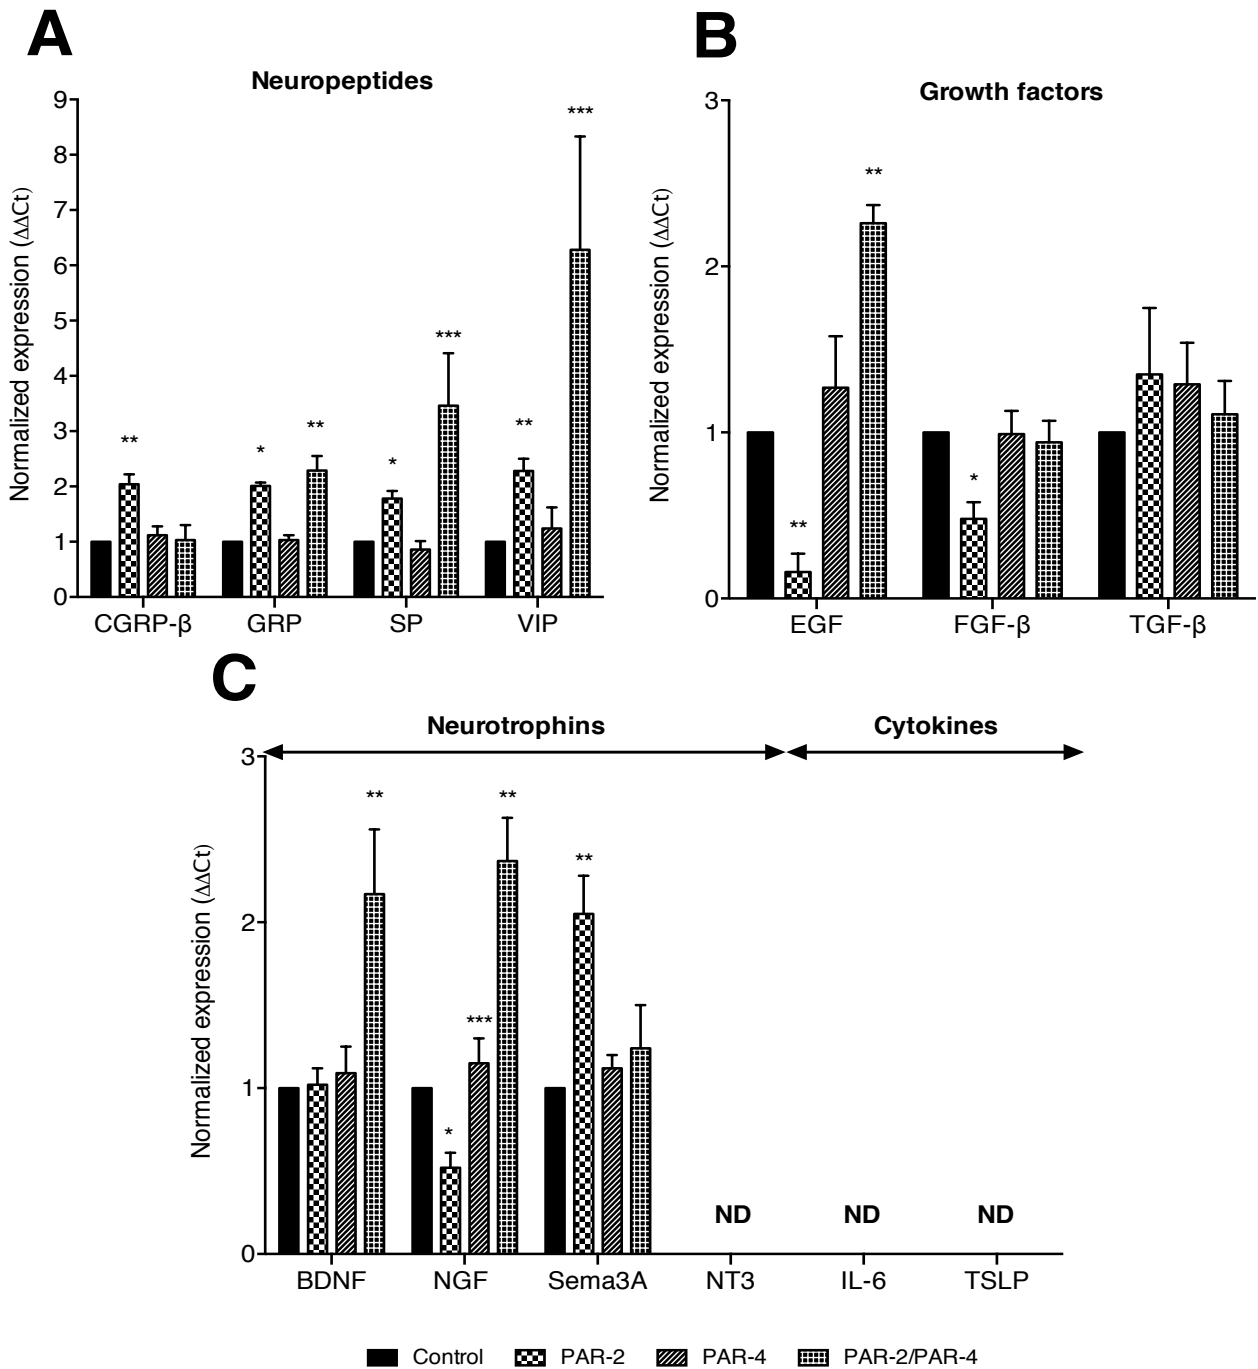 A
Neuropeptides
Normalized expression (ΔΔCt)
9
8
7
6
5
4
3
2
1
0
**
*
**
*
***
**
***
CGRP-β GRP SP VIP
B
Growth factors
Normalized expression (ΔΔCt)
3
2
1
0
**
**
*
EGF FGF-β TGF-β
C
Neurotrophins Cytokines
Normalized expression (ΔΔCt)
3
2
1
0
**
*
***
**
**
ND ND ND
BDNF NGF Sema3A NT3 IL-6 TSLP
Control PAR-2 PAR-4 PAR-2/PAR-4